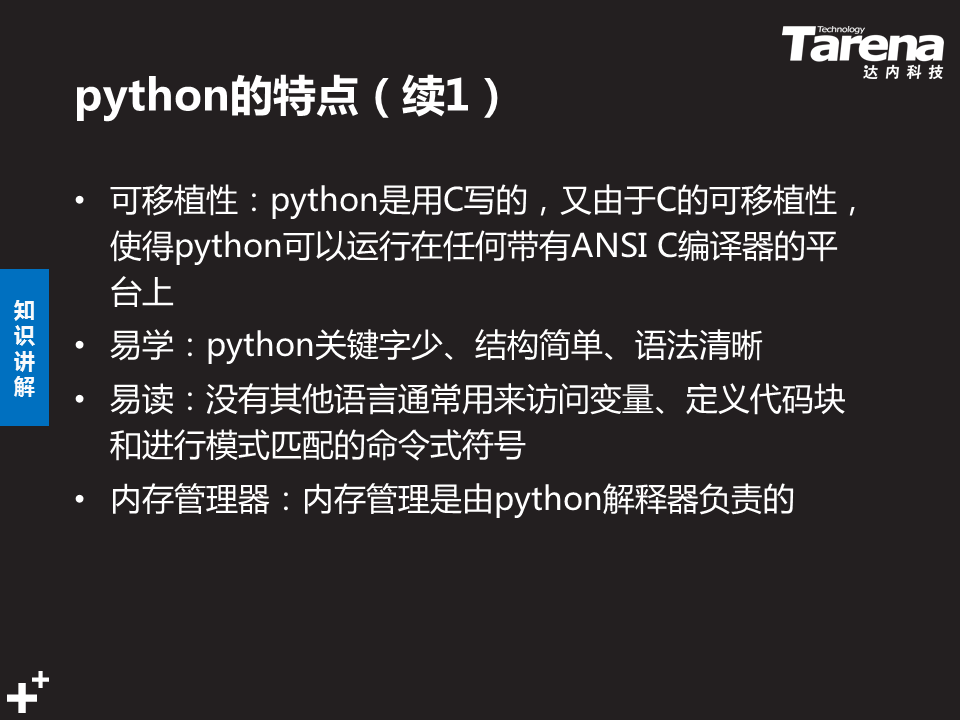 Technology
Tarena
达内科技
python的特点（续1）
• 可移植性：python是用C写的，又由于C的可移植性，
使得python可以运行在任何带有ANSI C编译器的平
台上
• 易学：python关键字少、结构简单、语法清晰
• 易读：没有其他语言通常用来访问变量、定义代码块
和进行模式匹配的命令式符号
• 内存管理器：内存管理是由python解释器负责的
知
识
讲
解